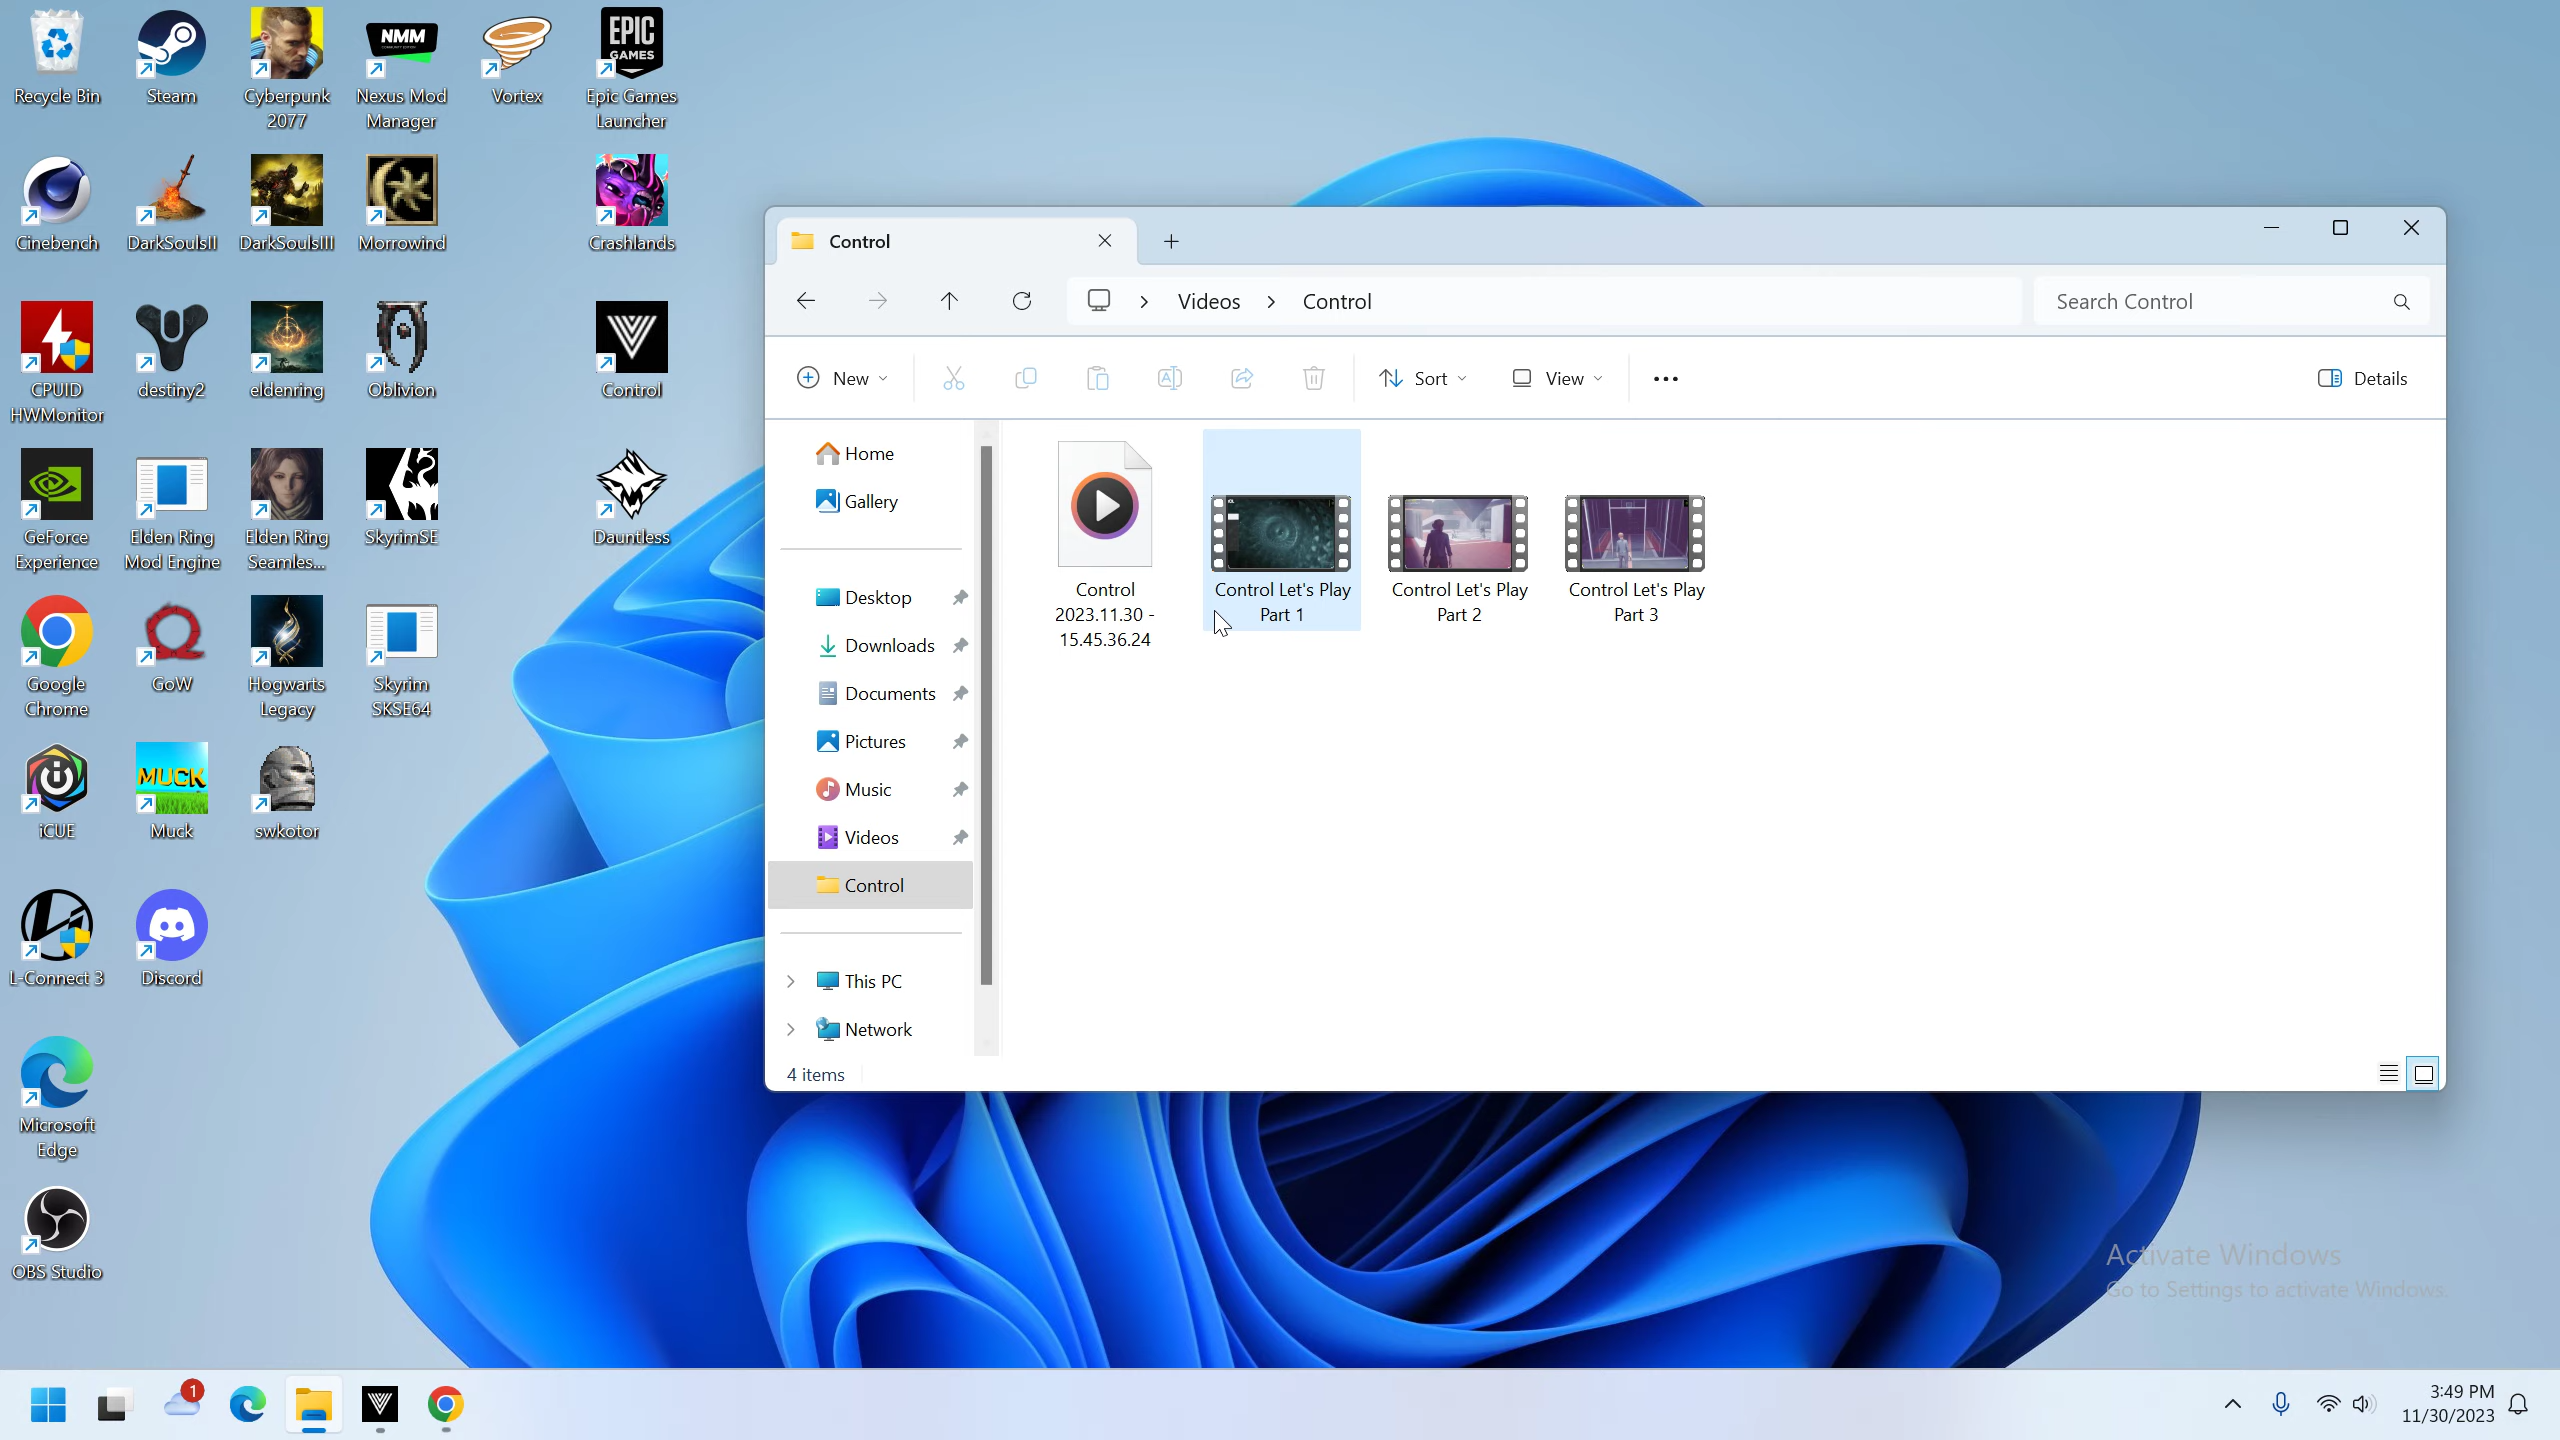 Recycle Bin
Steam
Cyberpunk
2077
NMM
COMMUNITY EDITION
Nexus Mod
Manager
Vortex
EPIC
GAMES
Epic Games
Launcher
Cinebench
DarkSoulsII
DarkSoulsIII
Morrowind
Crashlands
CPUID
HWMonitor
destiny2
eldenring
Oblivion
Control
GeForce
Experience
Elden Ring
Mod Engine
Elden Ring
Seamles...
SkyrimSE
Dauntless
Google
Chrome
GoW
Hogwarts
Legacy
Skyrim
SKSE64
iCUE
MUCK
Muck
swkotor
L-Connect 3
Discord
Microsoft
Edge
OBS Studio
Control
Videos
Control
Search Control
New
Sort
View
Details
Home
Gallery
Desktop
Downloads
Documents
Pictures
Music
Videos
Control
This PC
Network
Control
2023.11.30 -
15.45.36.24
Control Let's Play
Part 1
Control Let's Play
Part 2
Control Let's Play
Part 3
4 items
Activate Windows
Go to Settings to activate Windows.
1
3:49 PM
11/30/2023